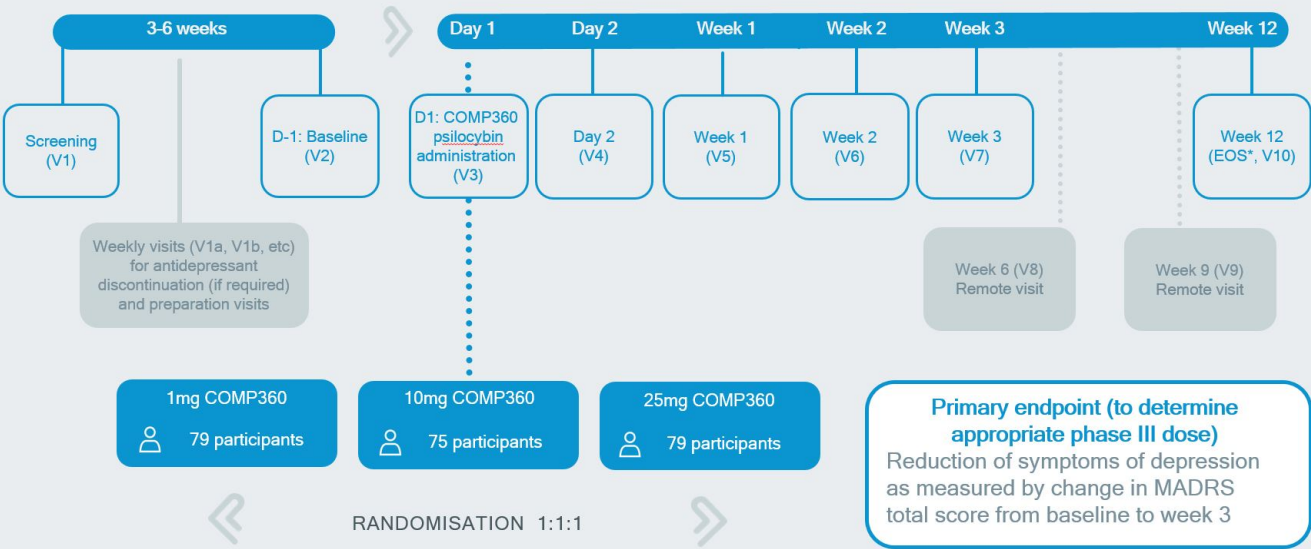 3-6 weeks
Day 1
Day 2
Week 1
Week 2
Week 3
Week 12
Screening
(V1)
D-1: Baseline
(V2)
D1: COMP360
psilocybin
administration
(V3)
Day 2
(V4)
Week 1
(V5)
Week 2
(V6)
Week 3
(V7)
Week 12
(EOS*, V10)
Weekly visits (V1a, V1b, etc)
for antidepressant
discontinuation (if required)
and preparation visits
Week 6 (V8)
Remote visit
Week 9 (V9)
Remote visit
1mg COMP360
79 participants
10mg COMP360
75 participants
25mg COMP360
79 participants
RANDOMISATION 1:1:1
Primary endpoint (to determine
appropriate phase III dose)
Reduction of symptoms of depression
as measured by change in MADRS
total score from baseline to week 3